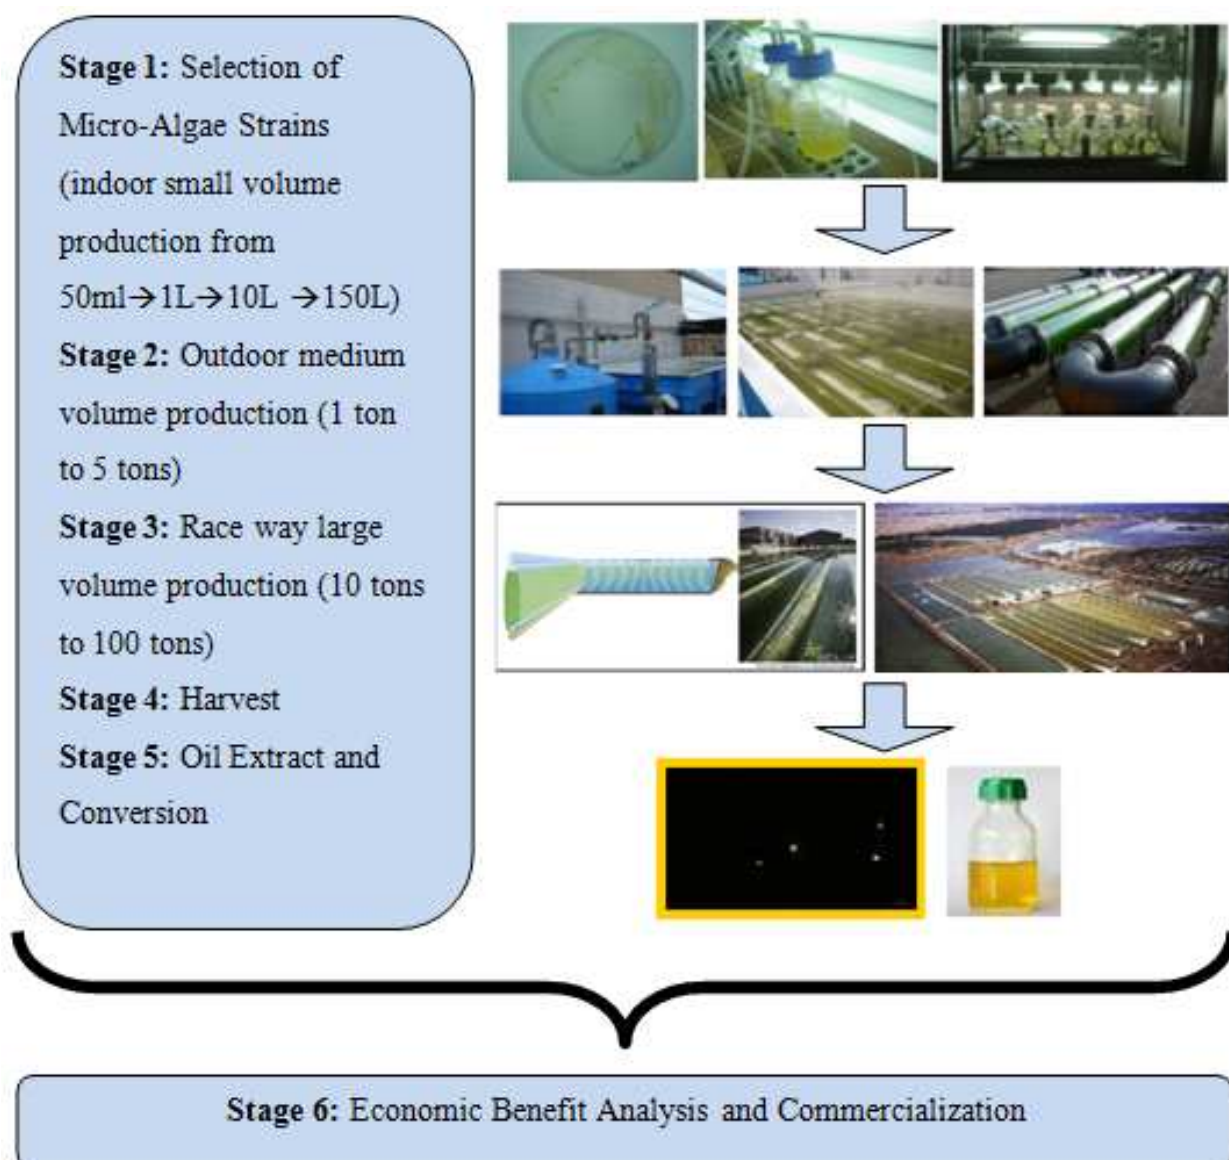 Stage 1: Selection of
Micro-Algae Strains
(indoor small volume
production from
50ml→1L→10L →150L)
Stage 2: Outdoor medium
volume production (1 ton
to 5 tons)
Stage 3: Race way large
volume production (10 tons
to 100 tons)
Stage 4: Harvest
Stage 5: Oil Extract and
Conversion
Stage 6: Economic Benefit Analysis and Commercialization